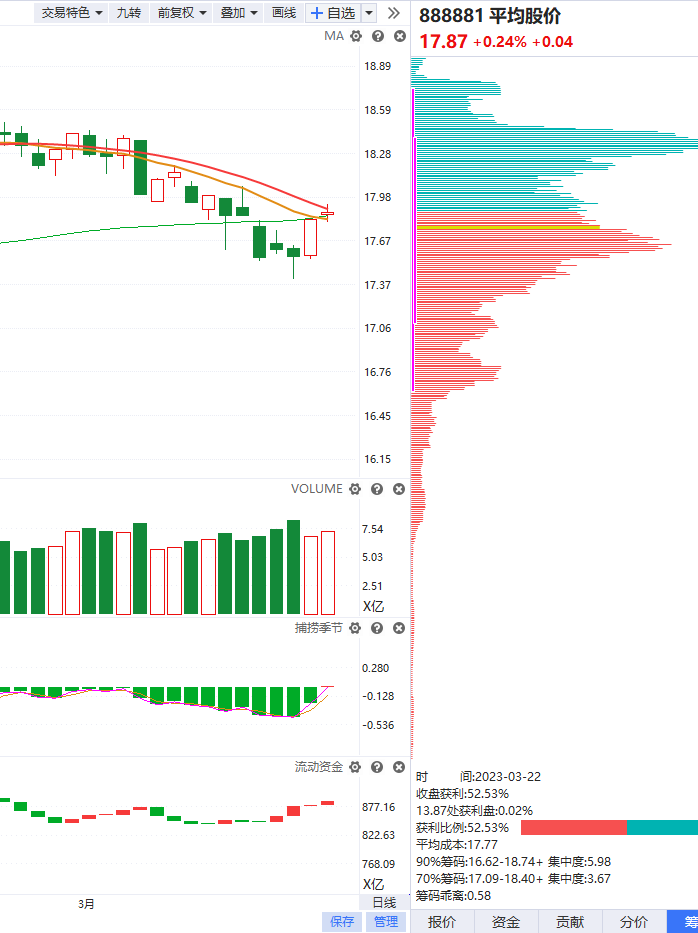 交易特色 九转 前复权 叠加 画线 +自选
888881 平均股价
17.87 +0.24% +0.04
MA
18.89
18.59
18.28
17.98
17.67
17.37
17.06
16.76
16.45
16.15
VOLUME
7.54
5.03
2.51
X亿
捕捞季节
0.280
-0.128
-0.536
流动资金
877.16
822.63
768.09
X亿
3月
日线
保存 管理
时 间:2023-03-22
收盘获利:52.53%
13.87处获利盘:0.02%
获利比例:52.53%
平均成本:17.77
90%筹码:16.62-18.74+ 集中度:5.98
70%筹码:17.09-18.40+ 集中度:3.67
筹码乖离:0.58
报价 资金 贡献 分价 筹